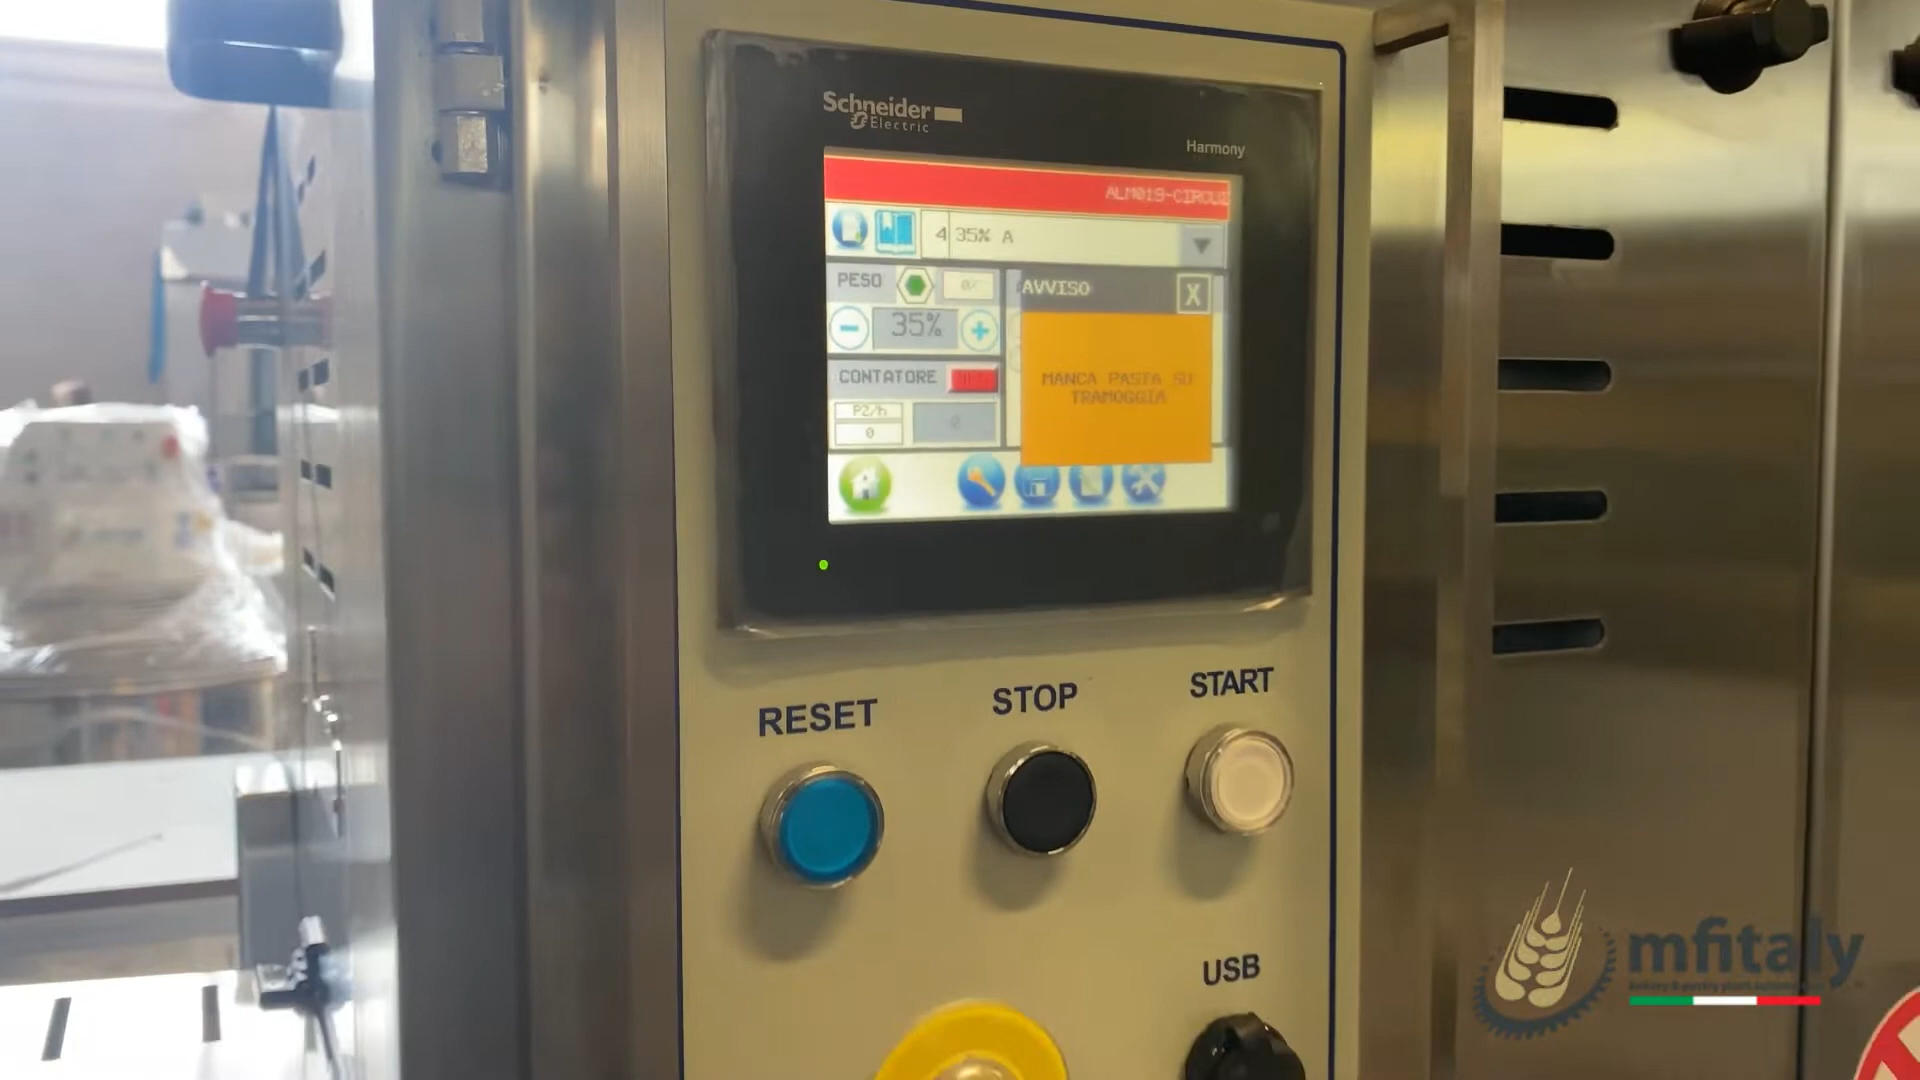 Schneider
Electric
Harmony
ALM019-CIRCUI
4 35% A
PESO
AVVISO
X
35%
MANCA PASTA SU
TRAMOGGIA
CONTATORE
PZ/h
0
0
RESET
STOP
START
USB
mfitaly